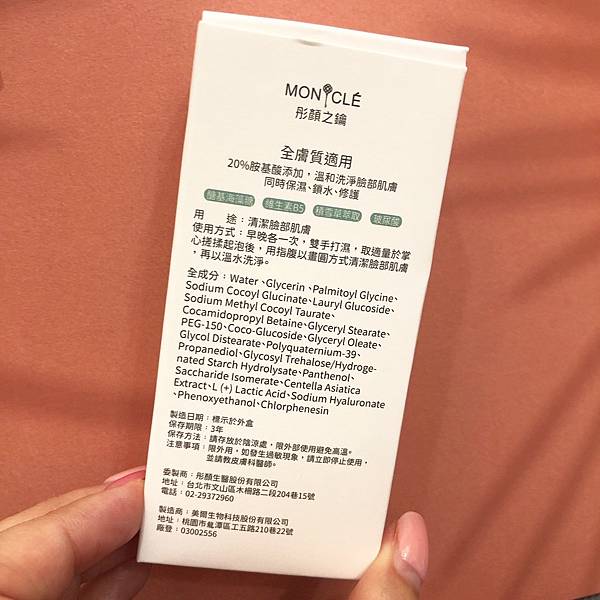 MONICLÉ
彤顏之鑰
全膚質適用
20%胺基酸添加，溫和洗淨臉部肌膚
同時保濕、鎖水、修護
醣基海藻糖 維生素B5 積雪草萃取 玻尿酸
用　　途：清潔臉部肌膚
使用方式：早晚各一次，雙手打濕，取適量於掌
心搓揉起泡後，用指腹以畫圓方式清潔臉部肌膚
，再以溫水洗淨。
全成分：Water、Glycerin、Palmitoyl Glycine、
Sodium Cocoyl Glucinate、Lauryl Glucoside、
Sodium Methyl Cocoyl Taurate、
Cocamidopropyl Betaine、Glyceryl Stearate、
PEG-150、Coco-Glucoside、Glyceryl Oleate、
Glycol Distearate、Polyquaternium-39、
Propanediol、Glycosyl Trehalose/Hydroge-
nated Starch Hydrolysate、Panthenol、
Saccharide Isomerate、Centella Asiatica
Extract、L (+) Lactic Acid、Sodium Hyaluronate
、Phenoxyethanol、Chlorphenesin
製造日期：標示於外盒
保存期限：3年
保存方法：請存放於陰涼處，限外部使用避免高溫。
注意事項：限外用，如發生過敏現象，請立即停止使用，
並請教皮膚科醫師。
委製商：彤顏生醫股份有限公司
地址：台北市文山區木柵路二段204巷15號
電話：02-29372960
製造商：美爾生物科技股份有限公司
地址：桃園市龍潭區工五路210巷22號
廠登：03002556